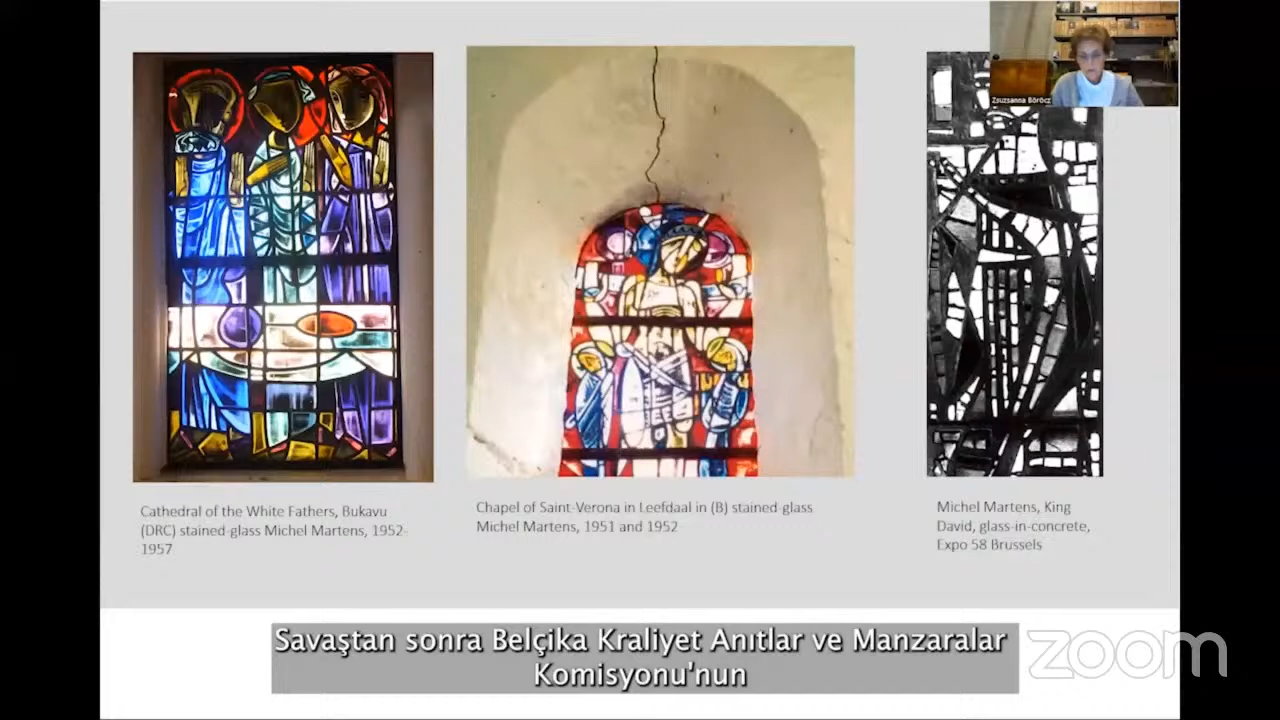 Zsuzsanna Böröcz
Cathedral of the White Fathers, Bukavu
(DRC) stained-glass Michel Martens, 1952-
1957
Chapel of Saint-Verona in Leefdaal in (B) stained-glass
Michel Martens, 1951 and 1952
Michel Martens, King
David, glass-in-concrete,
Expo 58 Brussels
Savaştan sonra Belçika Kraliyet Anıtlar ve Manzaralar
Komisyonu'nun
zoom